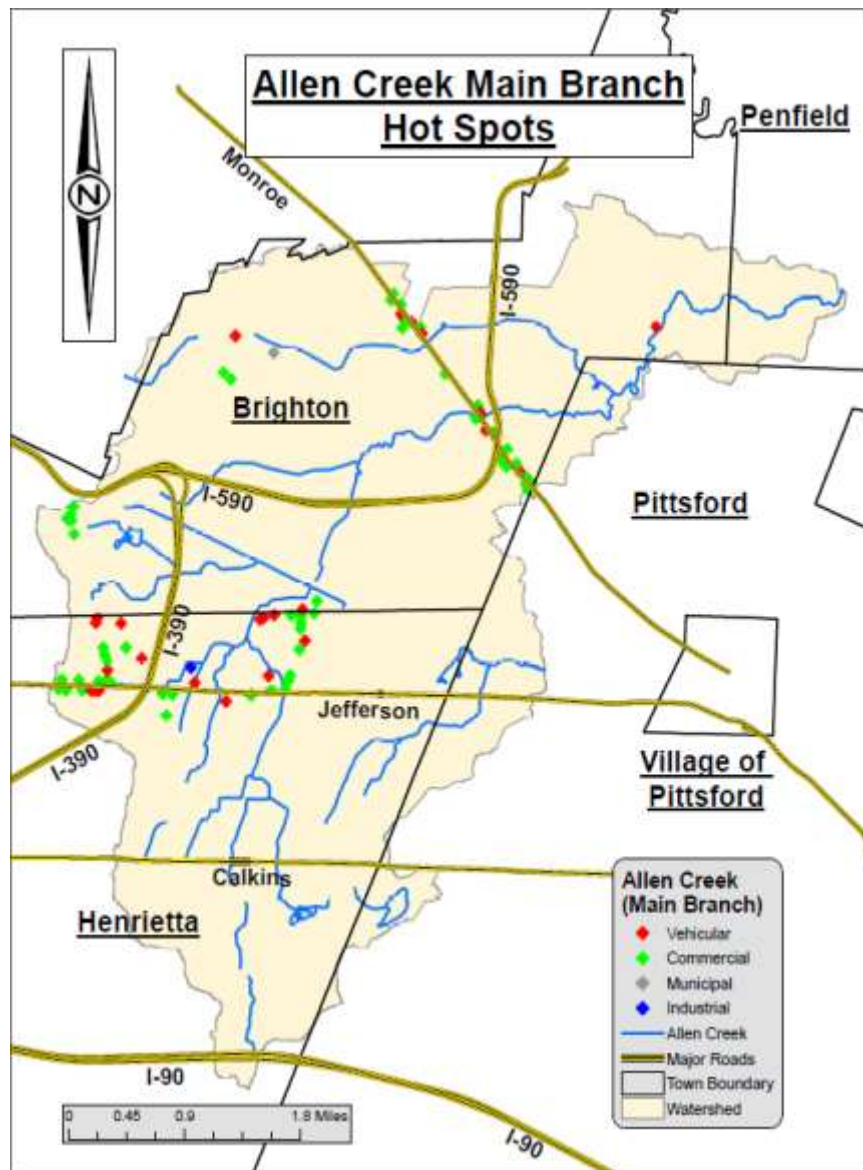 Allen Creek Main Branch
Hot Spots
Penfield
N
Monroe
I-590
Brighton
I-590
Pittsford
I-390
Jefferson
I-390
Village of
Pittsford
Calkins
Henrietta
Allen Creek
(Main Branch)
Vehicular
Commercial
Municipal
Industrial
Allen Creek
Major Roads
Town Boundary
Watershed
I-90
0 0.45 0.9 1.8 Miles
I-90